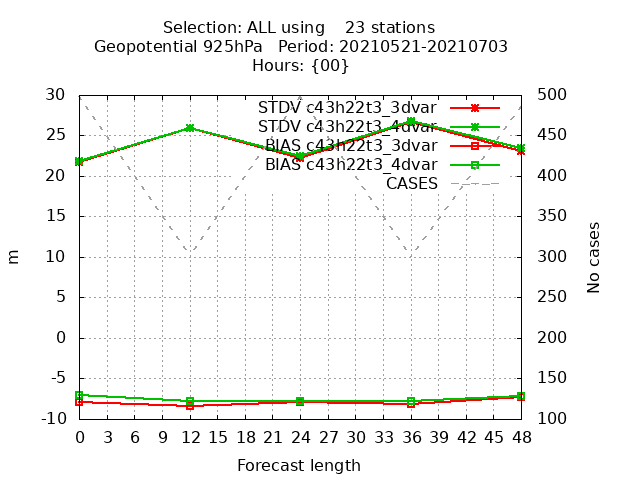 Selection: ALL using    23 stations
Geopotential 925hPa   Period: 20210521-20210703
Hours: {00}
30
25
20
15
10
5
0
-5
-10
m
STDV c43h22t3_3dvar
STDV c43h22t3_4dvar
BIAS c43h22t3_3dvar
BIAS c43h22t3_4dvar
CASES
500
450
400
350
300
250
200
150
100
No cases
0 3 6 9 12 15 18 21 24 27 30 33 36 39 42 45 48
Forecast length